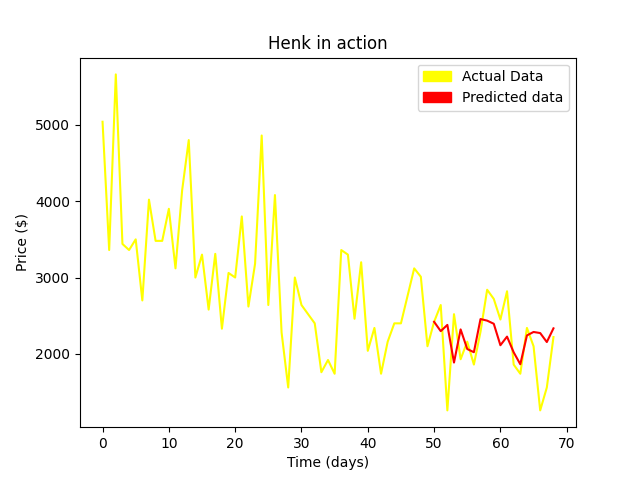 Henk in action
Actual Data
Predicted data
5000
4000
3000
2000
Price ($)
0 10 20 30 40 50 60 70
Time (days)